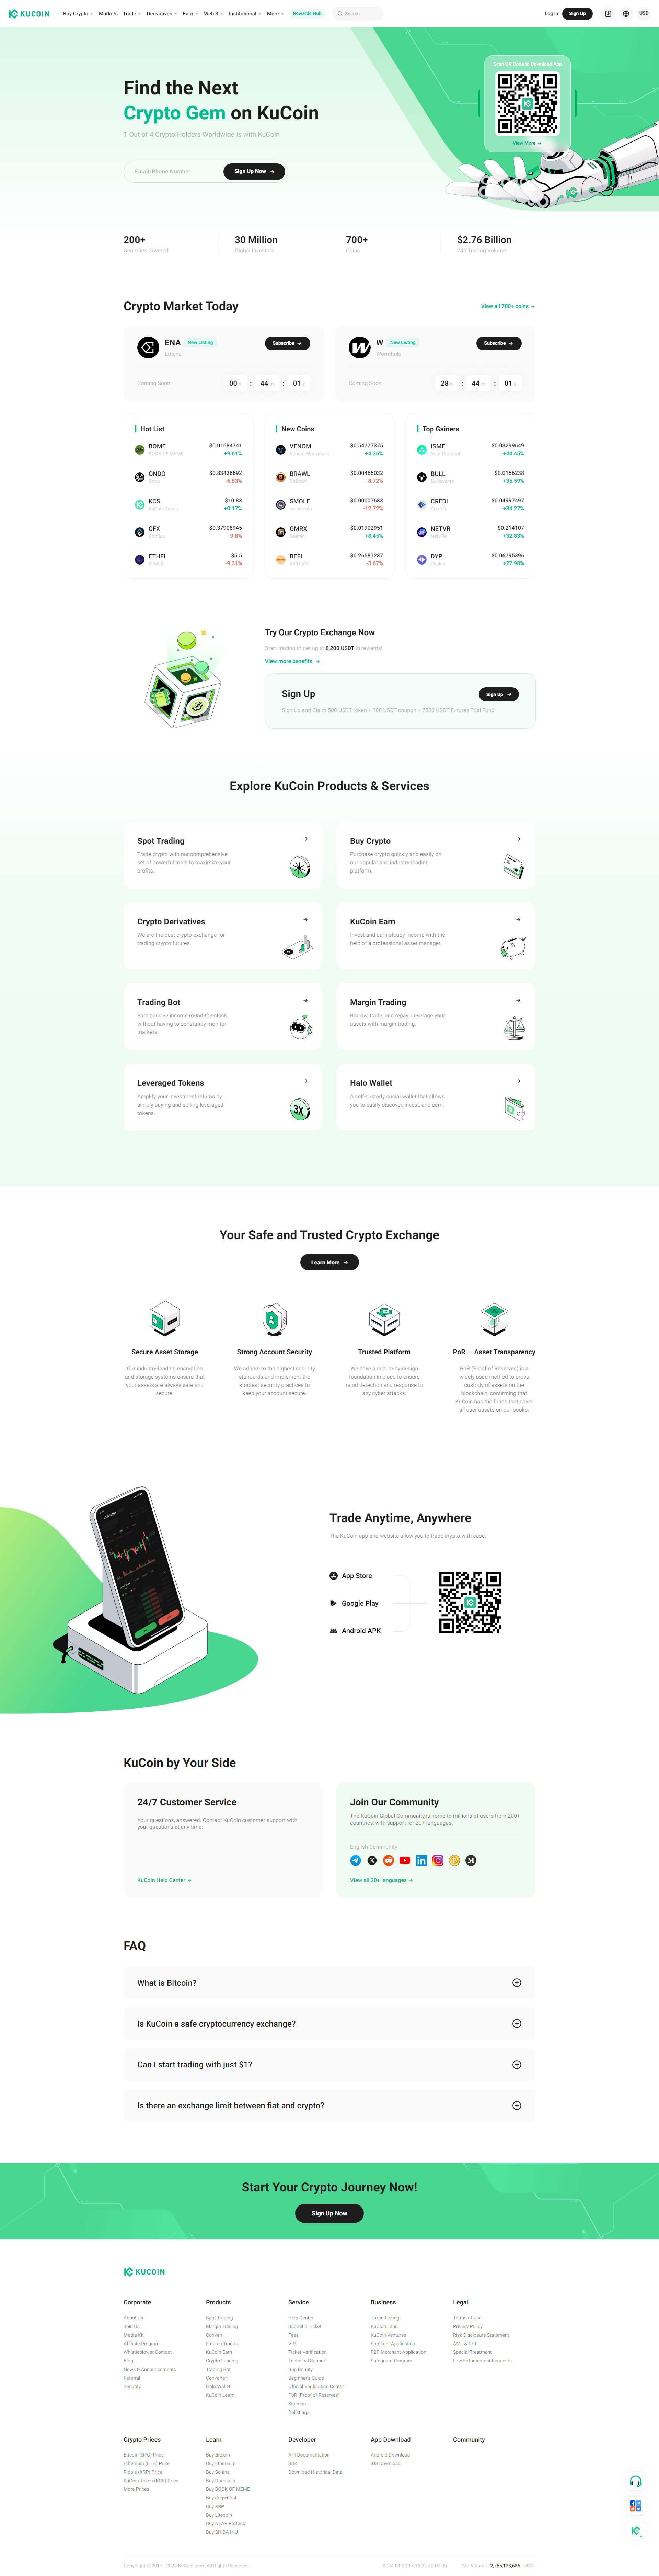 KUCOIN
Buy Crypto Markets Trade Derivatives Earn Web 3 Institutional More Rewards Hub Search Log In Sign Up USD
Find the Next
Crypto Gem on KuCoin
1 Out of 4 Crypto Holders Worldwide Is with KuCoin
Email/Phone Number Sign Up Now
Scan QR Code to Download App
View More
200+ 30 Million 700+ $2.76 Billion
Countries Covered Global Investors Coins 24h Trading Volume
Crypto Market Today View all 700+ coins
ENA New Listing Subscribe
Ethena
Coming Soon 00 : 44 : 01
W New Listing Subscribe
Wormhole
Coming Soon 28 : 44 : 01
Hot List
BOME $0.01684741
BOOK OF MEME +9.61%
ONDO $0.83426692
-6.83%
KCS $10.83
KuCoin Token +0.17%
CFX $0.37908945
Conflux -9.8%
ETHFI $5.5
ether.fi -9.31%
New Coins
VENOM $0.54777375
Venom Blockchain +4.36%
BRAWL $0.00465032
BitBrawl -8.72%
SMOLE $0.00007683
smolecoin -12.72%
GMRX $0.01902951
Gaimin +8.45%
BEFI $0.26587287
BeFi Labs -3.67%
Top Gainers
ISME $0.03299649
Root Protocol +44.45%
BULL $0.0156238
Bullieverse +35.59%
CREDI $0.04997497
Credefi +34.27%
NETVR $0.214107
Netvrk +32.83%
DYP $0.06795396
Dypius +27.98%
Try Our Crypto Exchange Now
Start trading to get up to 8,200 USDT in rewards!
View more benefits
Sign Up Sign Up
Sign Up and Claim 500 USDT token + 200 USDT coupon + 7500 USDT Futures Trial Fund
Explore KuCoin Products & Services
Spot Trading
Trade crypto with our comprehensive
set of powerful tools to maximize your
profits.
Buy Crypto
Purchase crypto quickly and easily on
our popular and industry-leading
platform.
Crypto Derivatives
We are the best crypto exchange for
trading crypto futures.
KuCoin Earn
Invest and earn steady income with the
help of a professional asset manager.
Trading Bot
Earn passive income round-the-clock
without having to constantly monitor
markets.
Margin Trading
Borrow, trade, and repay. Leverage your
assets with margin trading.
Leveraged Tokens
Amplify your investment returns by
simply buying and selling leveraged
tokens.
3X
Halo Wallet
A self-custody social wallet that allows
you to easily discover, invest, and earn.
Your Safe and Trusted Crypto Exchange
Learn More
Secure Asset Storage
Our industry-leading encryption
and storage systems ensure that
your assets are always safe and
secure.
Strong Account Security
We adhere to the highest security
standards and implement the
strictest security practices to
keep your account secure.
Trusted Platform
We have a secure-by-design
foundation in place to ensure
rapid detection and response to
any cyber attacks.
PoR — Asset Transparency
PoR (Proof of Reserves) is a
widely used method to prove
custody of assets on the
blockchain, confirming that
KuCoin has the funds that cover
all user assets on our books.
Trade Anytime, Anywhere
The KuCoin app and website allow you to trade crypto with ease.
App Store
Google Play
Android APK
KuCoin by Your Side
24/7 Customer Service
Your questions, answered. Contact KuCoin customer support with
your questions at any time.
KuCoin Help Center
Join Our Community
The KuCoin Global Community is home to millions of users from 200+
countries, with support for 20+ languages.
English Community
View all 20+ languages
FAQ
What is Bitcoin?
Is KuCoin a safe cryptocurrency exchange?
Can I start trading with just $1?
Is there an exchange limit between fiat and crypto?
Start Your Crypto Journey Now!
Sign Up Now
KUCOIN
Corporate
About Us
Join Us
Media Kit
Affiliate Program
Whistleblower Contact
Blog
News & Announcements
Referral
Security
Products
Spot Trading
Margin Trading
Convert
Futures Trading
KuCoin Earn
Crypto Lending
Trading Bot
Converter
Halo Wallet
KuCoin Learn
Service
Help Center
Submit a Ticket
Fees
VIP
Ticket Verification
Technical Support
Bug Bounty
Beginner's Guide
Official Verification Center
PoR (Proof of Reserves)
Sitemap
Delistings
Business
Token Listing
KuCoin Labs
KuCoin Ventures
Spotlight Application
P2P Merchant Application
Safeguard Program
Legal
Terms of Use
Privacy Policy
Risk Disclosure Statement
AML & CFT
Special Treatment
Law Enforcement Requests
Crypto Prices
Bitcoin (BTC) Price
Ethereum (ETH) Price
Ripple (XRP) Price
KuCoin Token (KCS) Price
More Prices
Learn
Buy Bitcoin
Buy Ethereum
Buy Solana
Buy Dogecoin
Buy BOOK OF MEME
Buy dogwifhat
Buy XRP
Buy Litecoin
Buy NEAR Protocol
Buy SHIBA INU
Developer
API Documentation
SDK
Download Historical Data
App Download
Android Download
iOS Download
Community
CopyRight © 2017 - 2024 KuCoin.com. All Rights Reserved. 2024-04-02 15:16:02 (UTC+8) 24h Volume 2,765,123,686 USDT